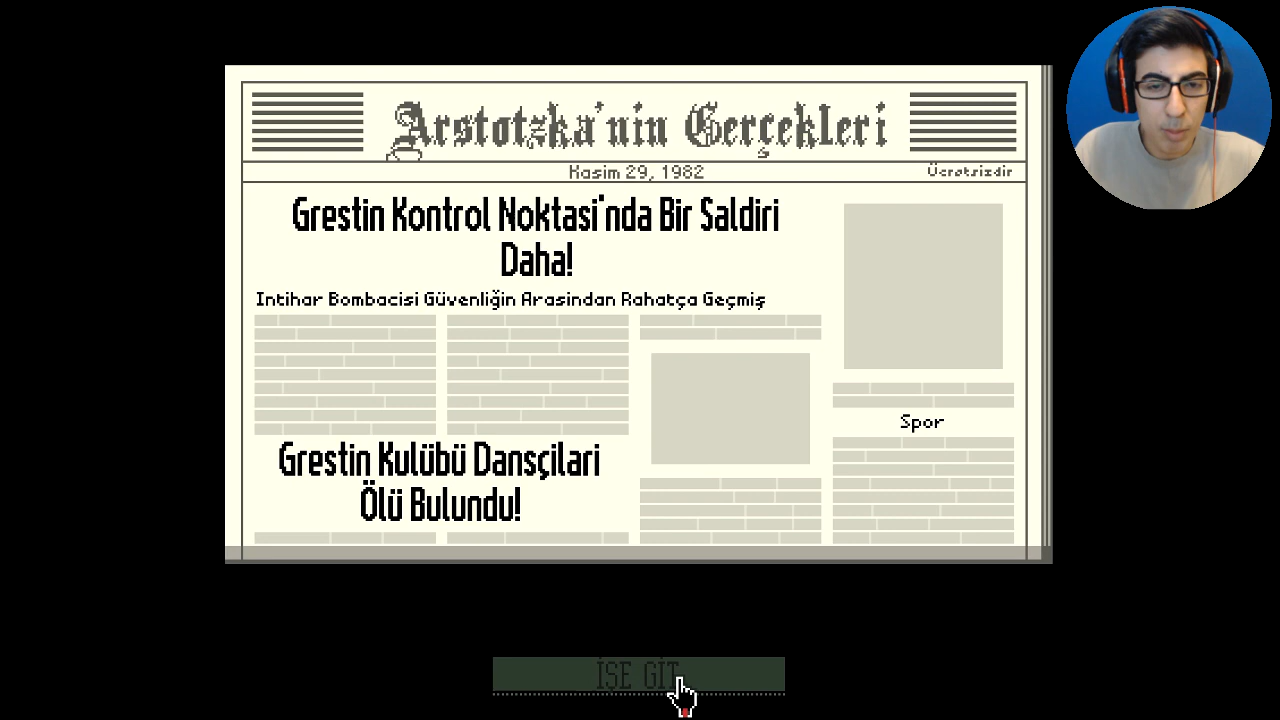 Arstotzka'nin Gerçekleri
Kasim 29, 1982
Ücretsizdir
Grestin Kontrol Noktasi'nda Bir Saldiri
Daha!
Intihar Bombacisi Güvenliğin Arasindan Rahatça Geçmiş
Spor
Grestin Kulübü Dansçilari
Ölü Bulundu!
İŞE GİT